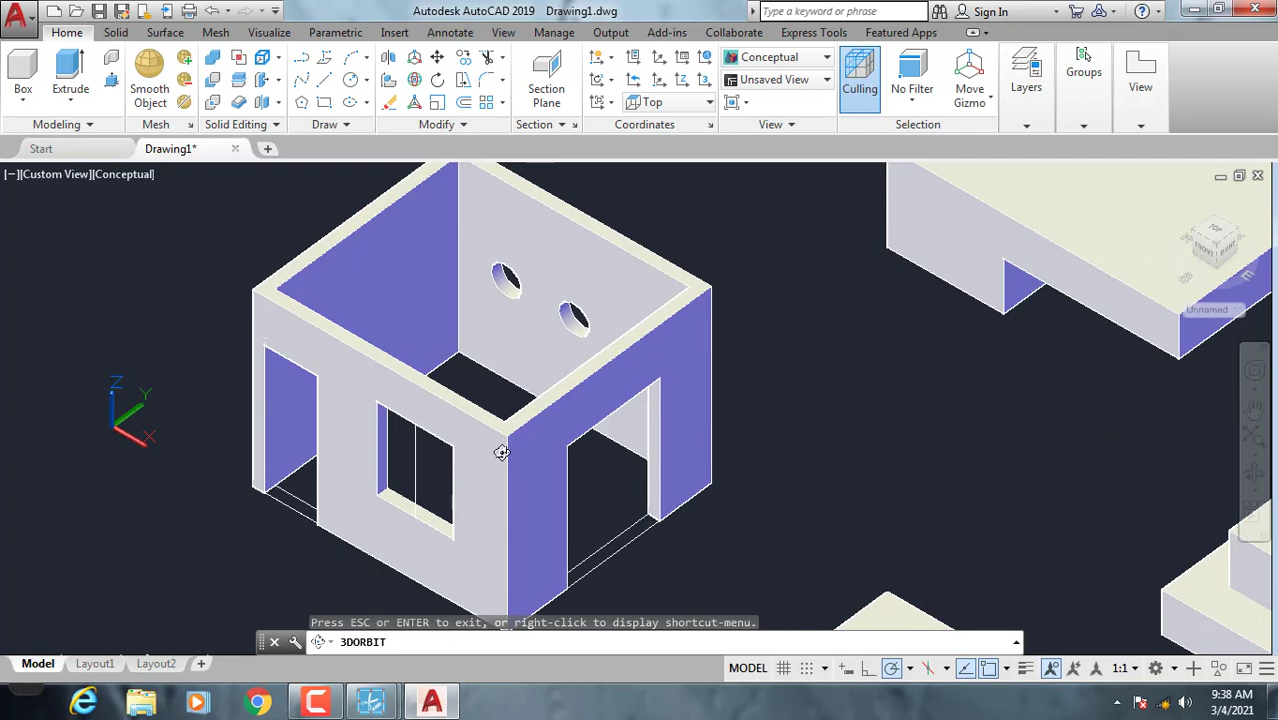 Autodesk AutoCAD 2019   Drawing1.dwg
Type a keyword or phrase
Sign In
Home
Solid
Surface
Mesh
Visualize
Parametric
Insert
Annotate
View
Manage
Output
Add-ins
Collaborate
Express Tools
Featured Apps
Box
Extrude
Smooth
Object
Section
Plane
Conceptual
Unsaved View
Top
Culling
No Filter
Move
Gizmo
Layers
Groups
View
Modeling
Mesh
Solid Editing
Draw
Modify
Section
Coordinates
View
Selection
Start
Drawing1*
[−][Custom View][Conceptual]
TOP
FRONT
RIGHT
S
E
Unnamed
Z
Y
X
Press ESC or ENTER to exit, or right-click to display shortcut-menu.
3DORBIT
Model
Layout1
Layout2
MODEL
1:1
9:38 AM
3/4/2021